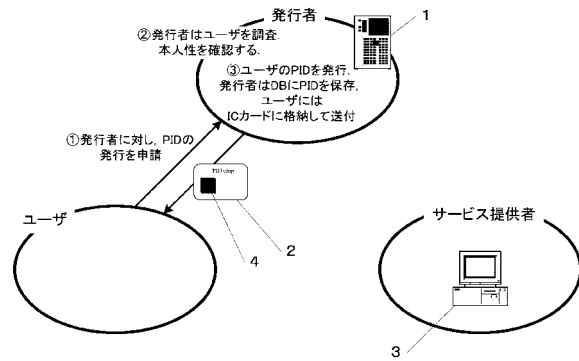 発行者
1
②発行者はユーザを調査.
本人性を確認する.
③ユーザのPIDを発行.
発行者はDBにPIDを保存,
ユーザには
ICカードに格納して送付
①発行者に対し, PIDの
発行を申請
ユーザ
4
2
サービス提供者
3